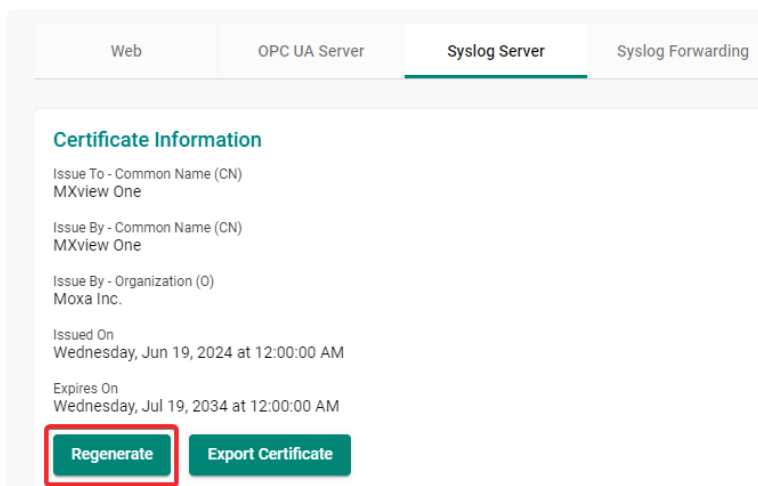 Web OPC UA Server Syslog Server Syslog Forwarding
Certificate Information
Issue To - Common Name (CN)
MXview One
Issue By - Common Name (CN)
MXview One
Issue By - Organization (O)
Moxa Inc.
Issued On
Wednesday, Jun 19, 2024 at 12:00:00 AM
Expires On
Wednesday, Jul 19, 2034 at 12:00:00 AM
Regenerate Export Certificate